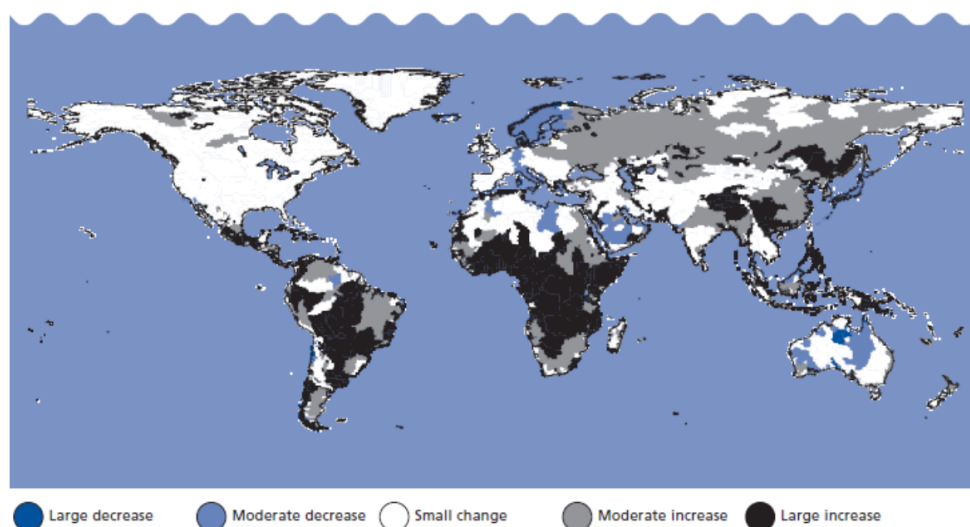 Large decrease
Moderate decrease
Small change
Moderate increase
Large increase